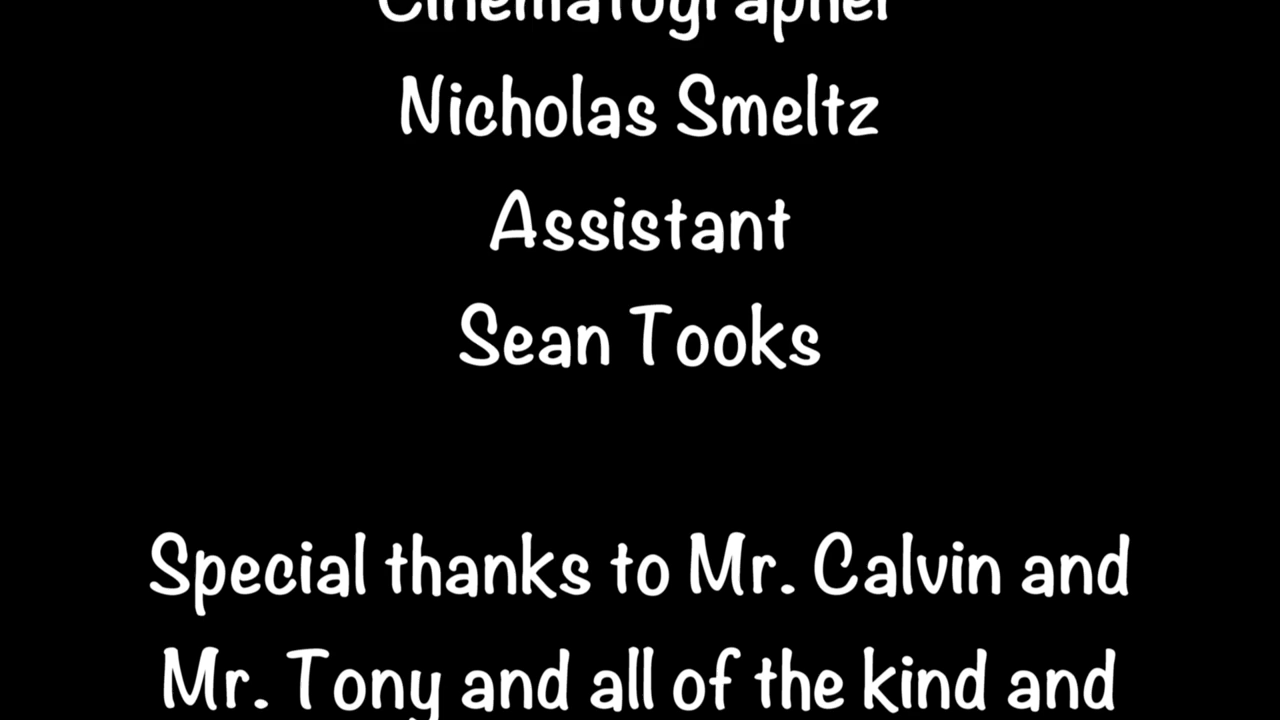 Cinematographer
Nicholas Smeltz
Assistant
Sean Tooks
Special thanks to Mr. Calvin and
Mr. Tony and all of the kind and